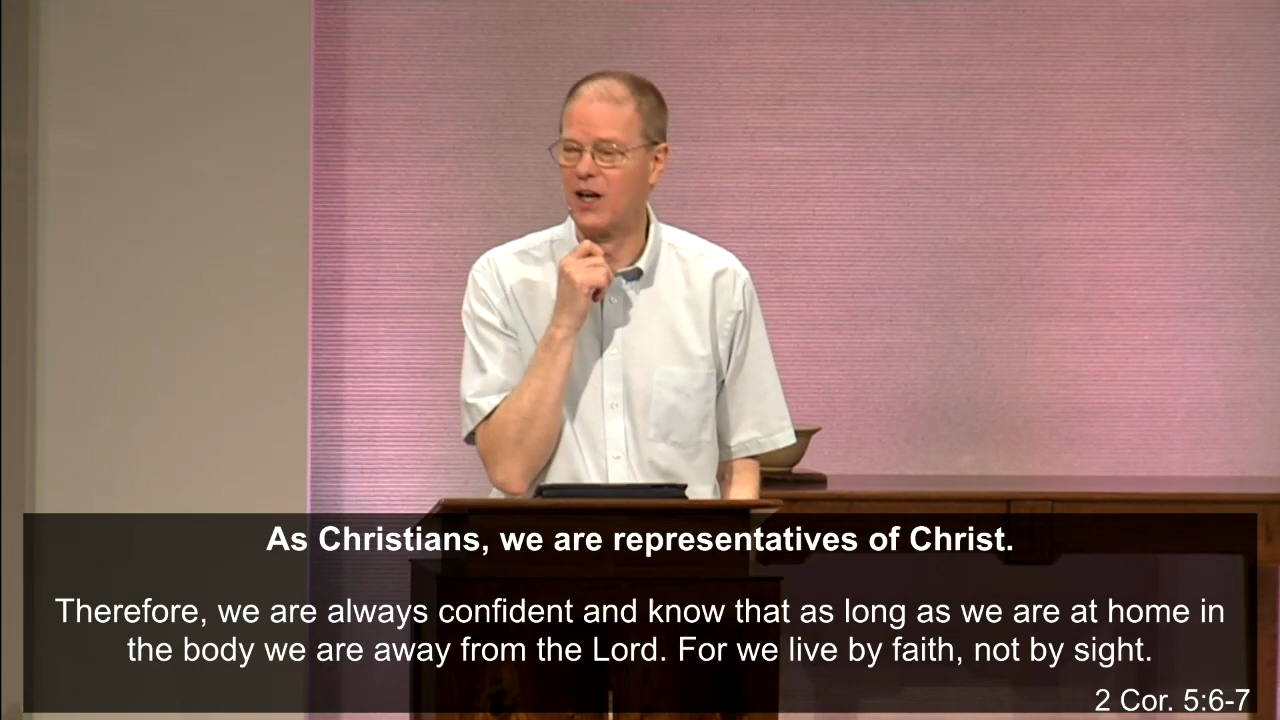 As Christians, we are representatives of Christ.
Therefore, we are always confident and know that as long as we are at home in
the body we are away from the Lord. For we live by faith, not by sight.
2 Cor. 5:6-7